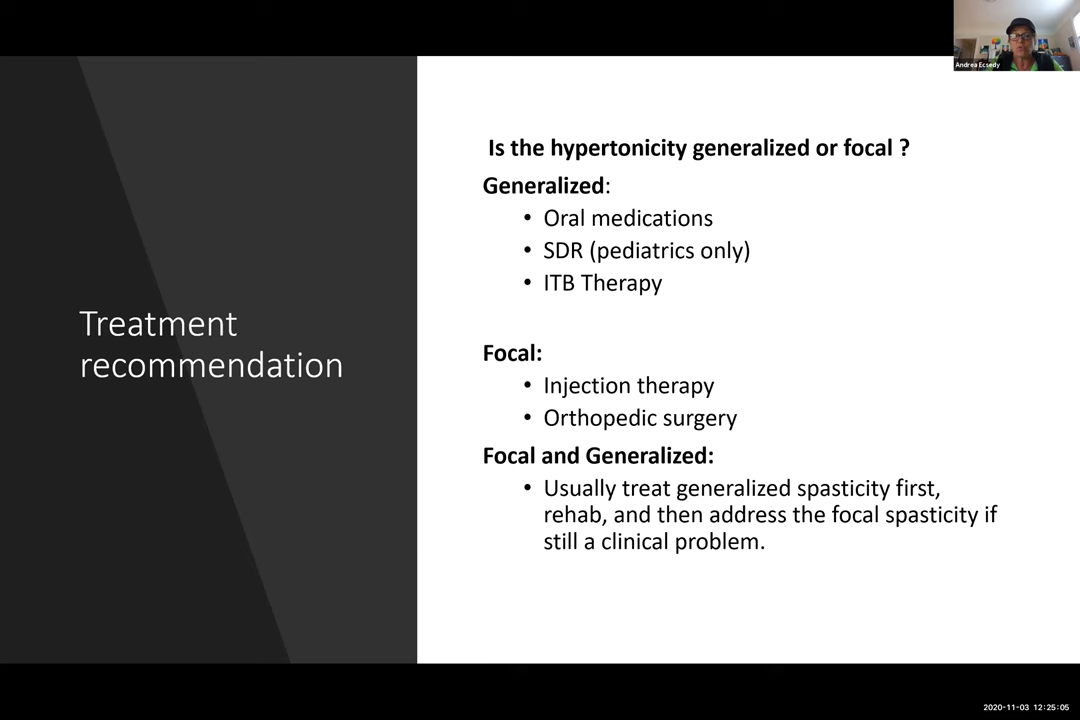 Andrea Ecsedy
Treatment
recommendation
Is the hypertonicity generalized or focal ?
Generalized:
• Oral medications
• SDR (pediatrics only)
• ITB Therapy
Focal:
• Injection therapy
• Orthopedic surgery
Focal and Generalized:
• Usually treat generalized spasticity first,
rehab, and then address the focal spasticity if
still a clinical problem.
2020-11-03 12:25:05